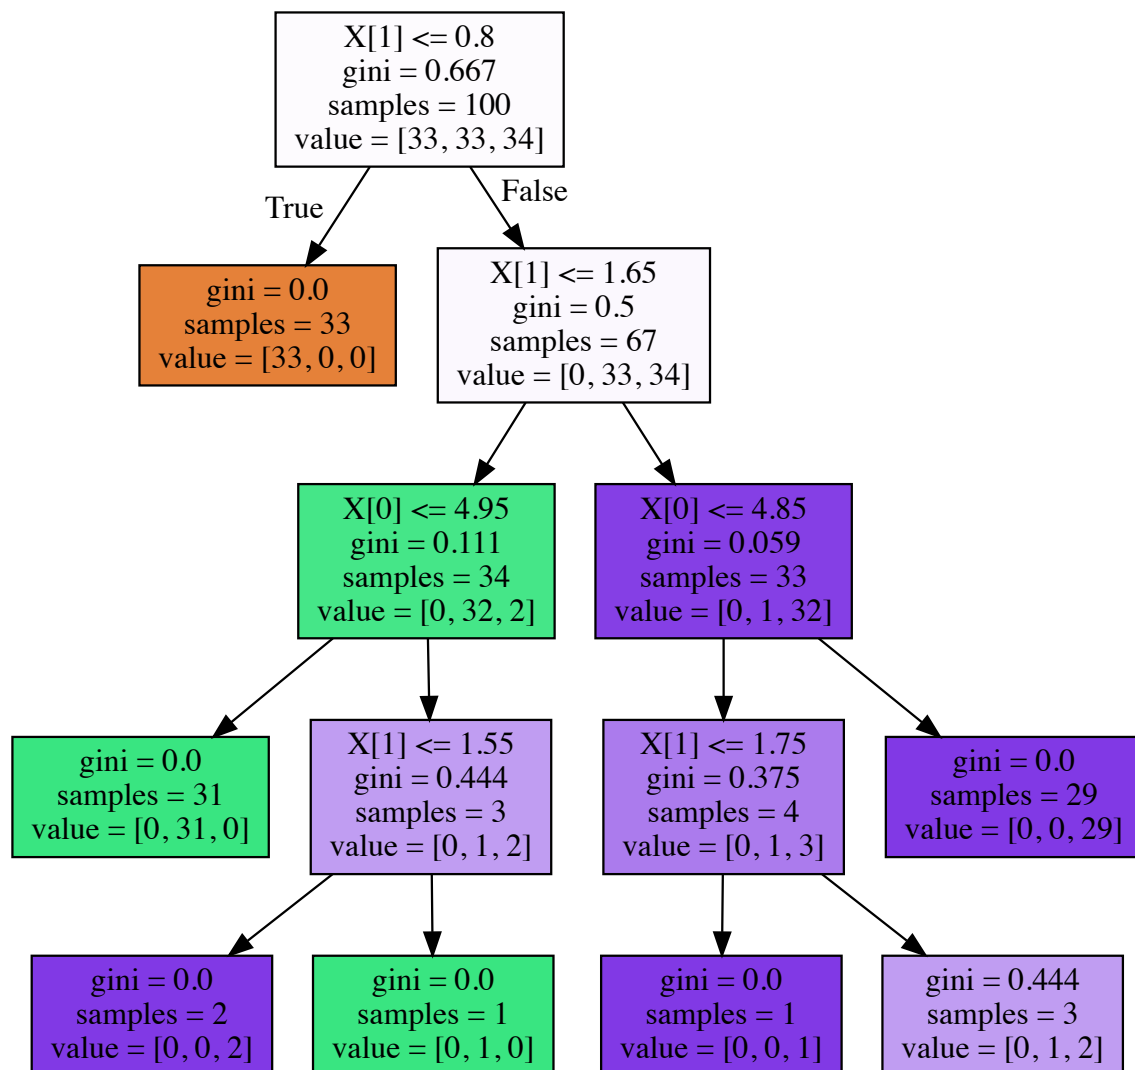 X[1] <= 0.8
gini = 0.667
samples = 100
value = [33, 33, 34]
True
False
gini = 0.0
samples = 33
value = [33, 0, 0]
X[1] <= 1.65
gini = 0.5
samples = 67
value = [0, 33, 34]
X[0] <= 4.95
gini = 0.111
samples = 34
value = [0, 32, 2]
X[0] <= 4.85
gini = 0.059
samples = 33
value = [0, 1, 32]
gini = 0.0
samples = 31
value = [0, 31, 0]
X[1] <= 1.55
gini = 0.444
samples = 3
value = [0, 1, 2]
X[1] <= 1.75
gini = 0.375
samples = 4
value = [0, 1, 3]
gini = 0.0
samples = 29
value = [0, 0, 29]
gini = 0.0
samples = 2
value = [0, 0, 2]
gini = 0.0
samples = 1
value = [0, 1, 0]
gini = 0.0
samples = 1
value = [0, 0, 1]
gini = 0.444
samples = 3
value = [0, 1, 2]